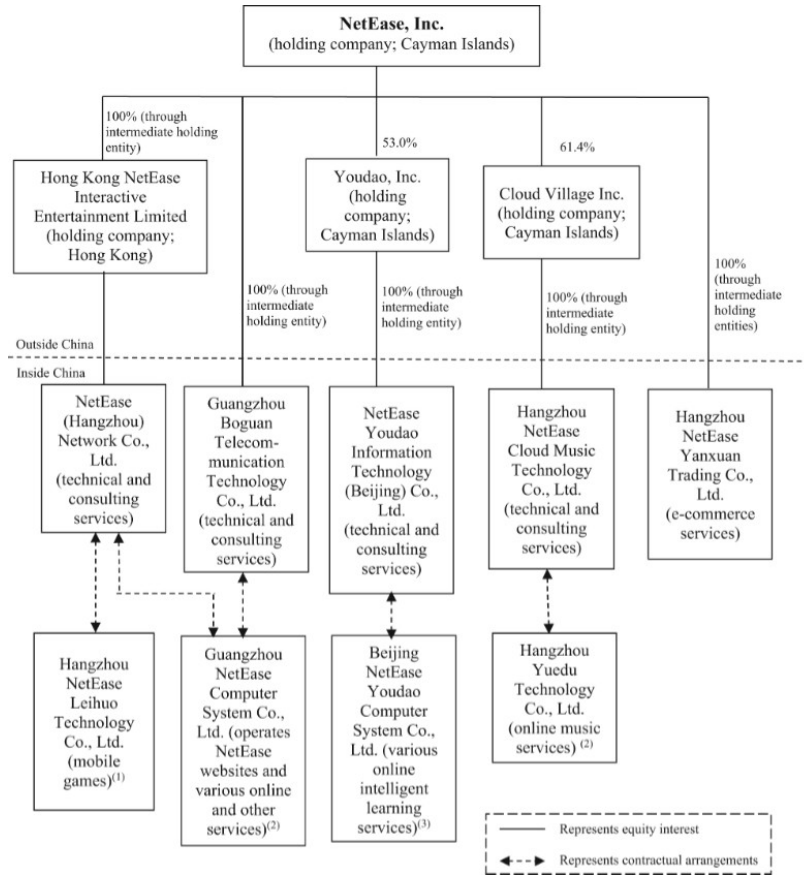 NetEase, Inc.
(holding company; Cayman Islands)
100% (through
intermediate holding
entity)
53.0%
61.4%
Hong Kong NetEase
Interactive
Entertainment Limited
(holding company;
Hong Kong)
Youdao, Inc.
(holding
company;
Cayman Islands)
Cloud Village Inc.
(holding company;
Cayman Islands)
100% (through
intermediate
holding entity)
100% (through
intermediate
holding entity)
100% (through
intermediate
holding entity)
100%
(through
intermediate
holding
entities)
Outside China
Inside China
NetEase
(Hangzhou)
Network Co.,
Ltd.
(technical and
consulting
services)
Guangzhou
Boguan
Telecom-
munication
Technology
Co., Ltd.
(technical and
consulting
services)
NetEase
Youdao
Information
Technology
(Beijing) Co.,
Ltd.
(technical and
consulting
services)
Hangzhou
NetEase
Cloud Music
Technology
Co., Ltd.
(technical and
consulting
services)
Hangzhou
NetEase
Yanxuan
Trading Co.,
Ltd.
(e-commerce
services)
Hangzhou
NetEase
Leihuo
Technology
Co., Ltd.
(mobile
games)(1)
Guangzhou
NetEase
Computer
System Co.,
Ltd. (operates
NetEase
websites and
various online
and other
services)(2)
Beijing
NetEase
Youdao
Computer
System Co.,
Ltd. (various
online
intelligent
learning
services)(3)
Hangzhou
Yuedu
Technology
Co., Ltd.
(online music
services) (2)
Represents equity interest
Represents contractual arrangements